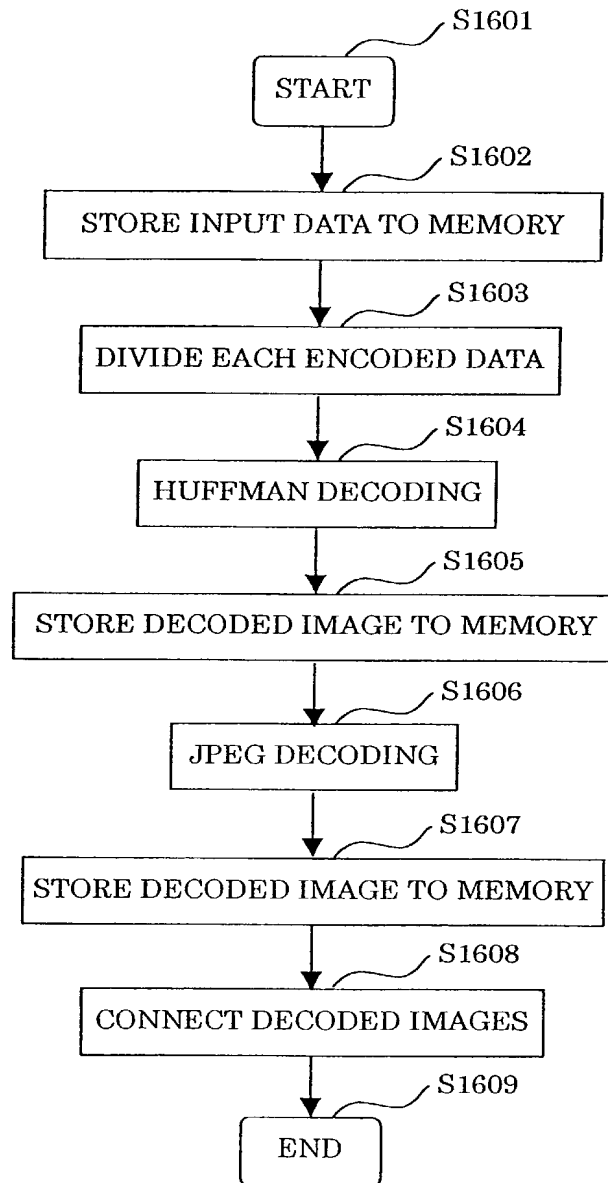 S1601
START
S1602
STORE INPUT DATA TO MEMORY
S1603
DIVIDE EACH ENCODED DATA
S1604
HUFFMAN DECODING
S1605
STORE DECODED IMAGE TO MEMORY
S1606
JPEG DECODING
S1607
STORE DECODED IMAGE TO MEMORY
S1608
CONNECT DECODED IMAGES
S1609
END